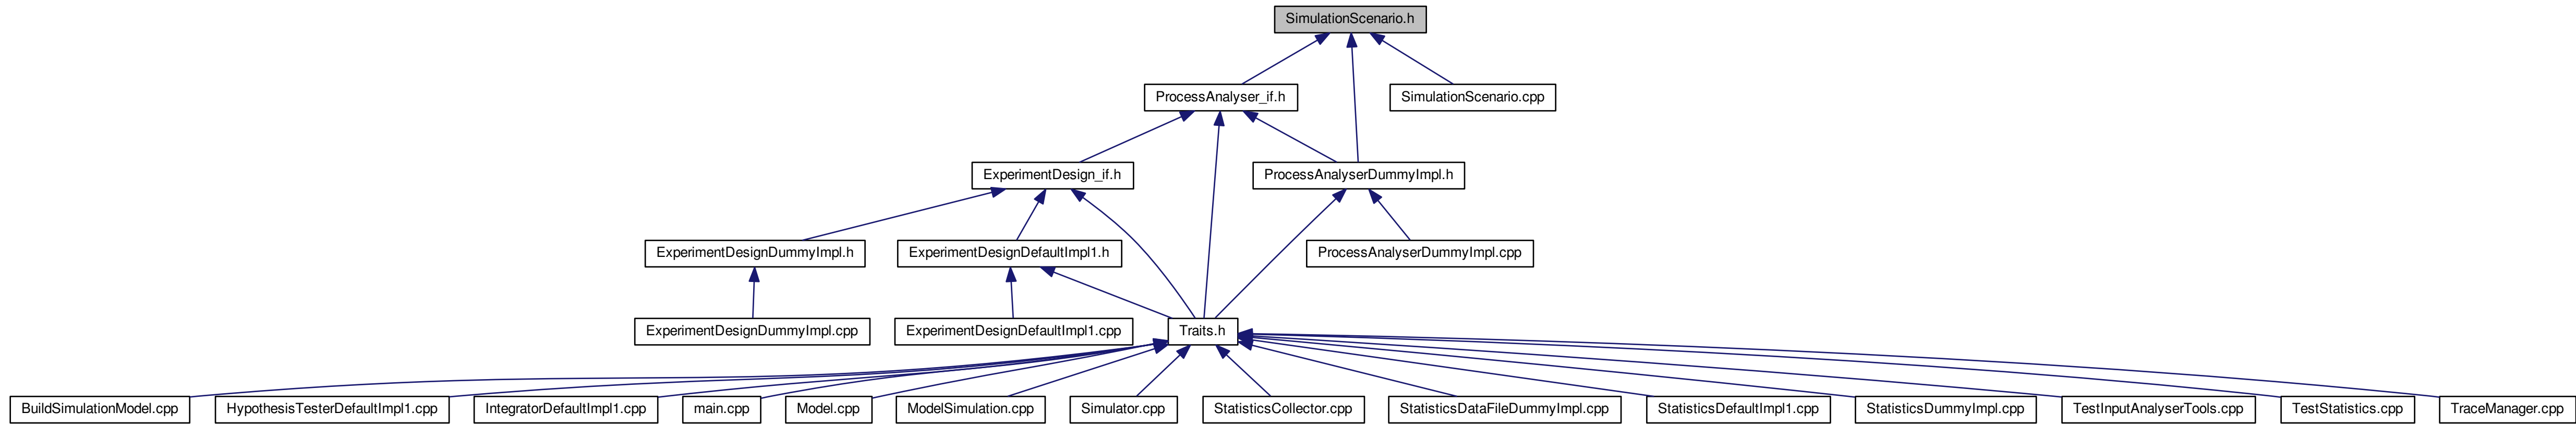 SimulationScenario.h
ProcessAnalyser_if.h
SimulationScenario.cpp
ExperimentDesign_if.h
ProcessAnalyserDummyImpl.h
ExperimentDesignDummyImpl.h
ExperimentDesignDefaultImpl1.h
ProcessAnalyserDummyImpl.cpp
ExperimentDesignDummyImpl.cpp
ExperimentDesignDefaultImpl1.cpp
Traits.h
BuildSimulationModel.cpp
HypothesisTesterDefaultImpl1.cpp
IntegratorDefaultImpl1.cpp
main.cpp
Model.cpp
ModelSimulation.cpp
Simulator.cpp
StatisticsCollector.cpp
StatisticsDataFileDummyImpl.cpp
StatisticsDefaultImpl1.cpp
StatisticsDummyImpl.cpp
TestInputAnalyserTools.cpp
TestStatistics.cpp
TraceManager.cpp